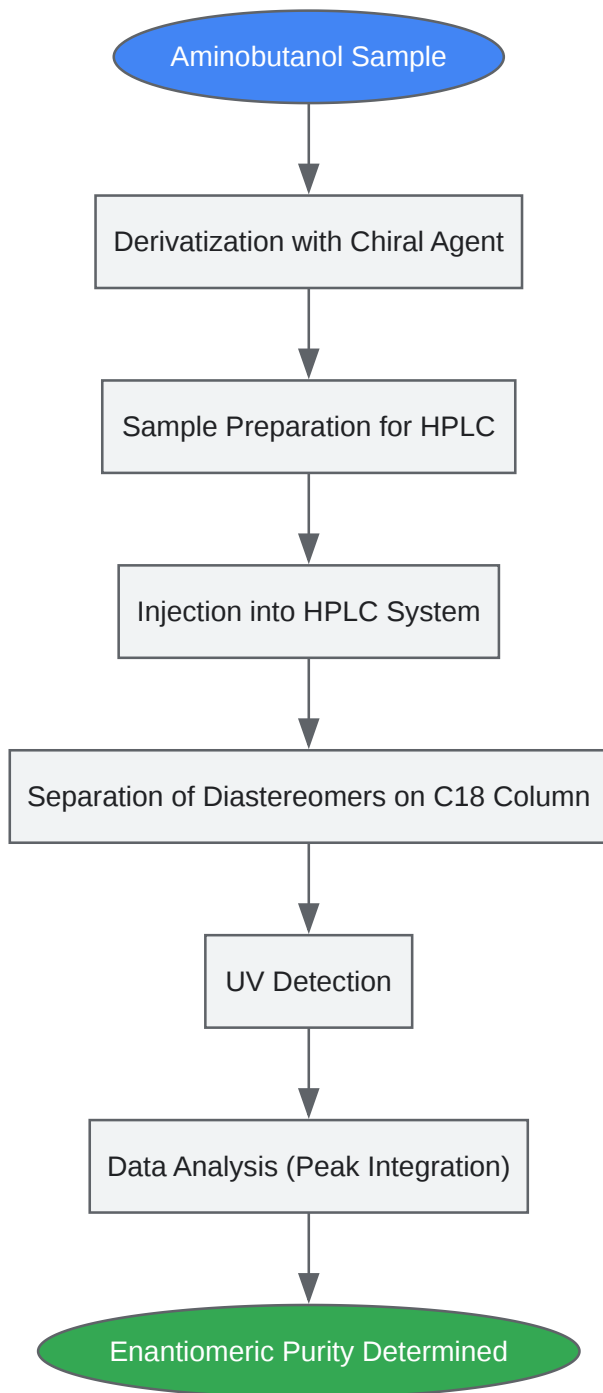 Aminobutanol Sample
Derivatization with Chiral Agent
Sample Preparation for HPLC
Injection into HPLC System
Separation of Diastereomers on C18 Column
UV Detection
Data Analysis (Peak Integration)
Enantiomeric Purity Determined